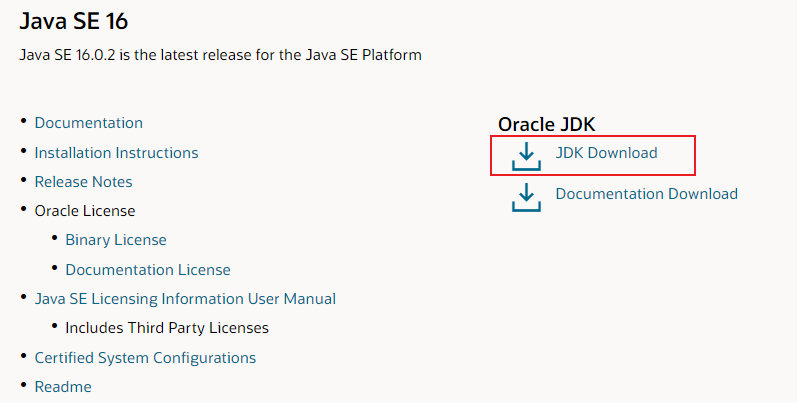 Java SE 16
Java SE 16.0.2 is the latest release for the Java SE Platform
Documentation
Installation Instructions
Release Notes
Oracle License
Binary License
Documentation License
Java SE Licensing Information User Manual
Includes Third Party Licenses
Certified System Configurations
Readme
Oracle JDK
JDK Download
Documentation Download